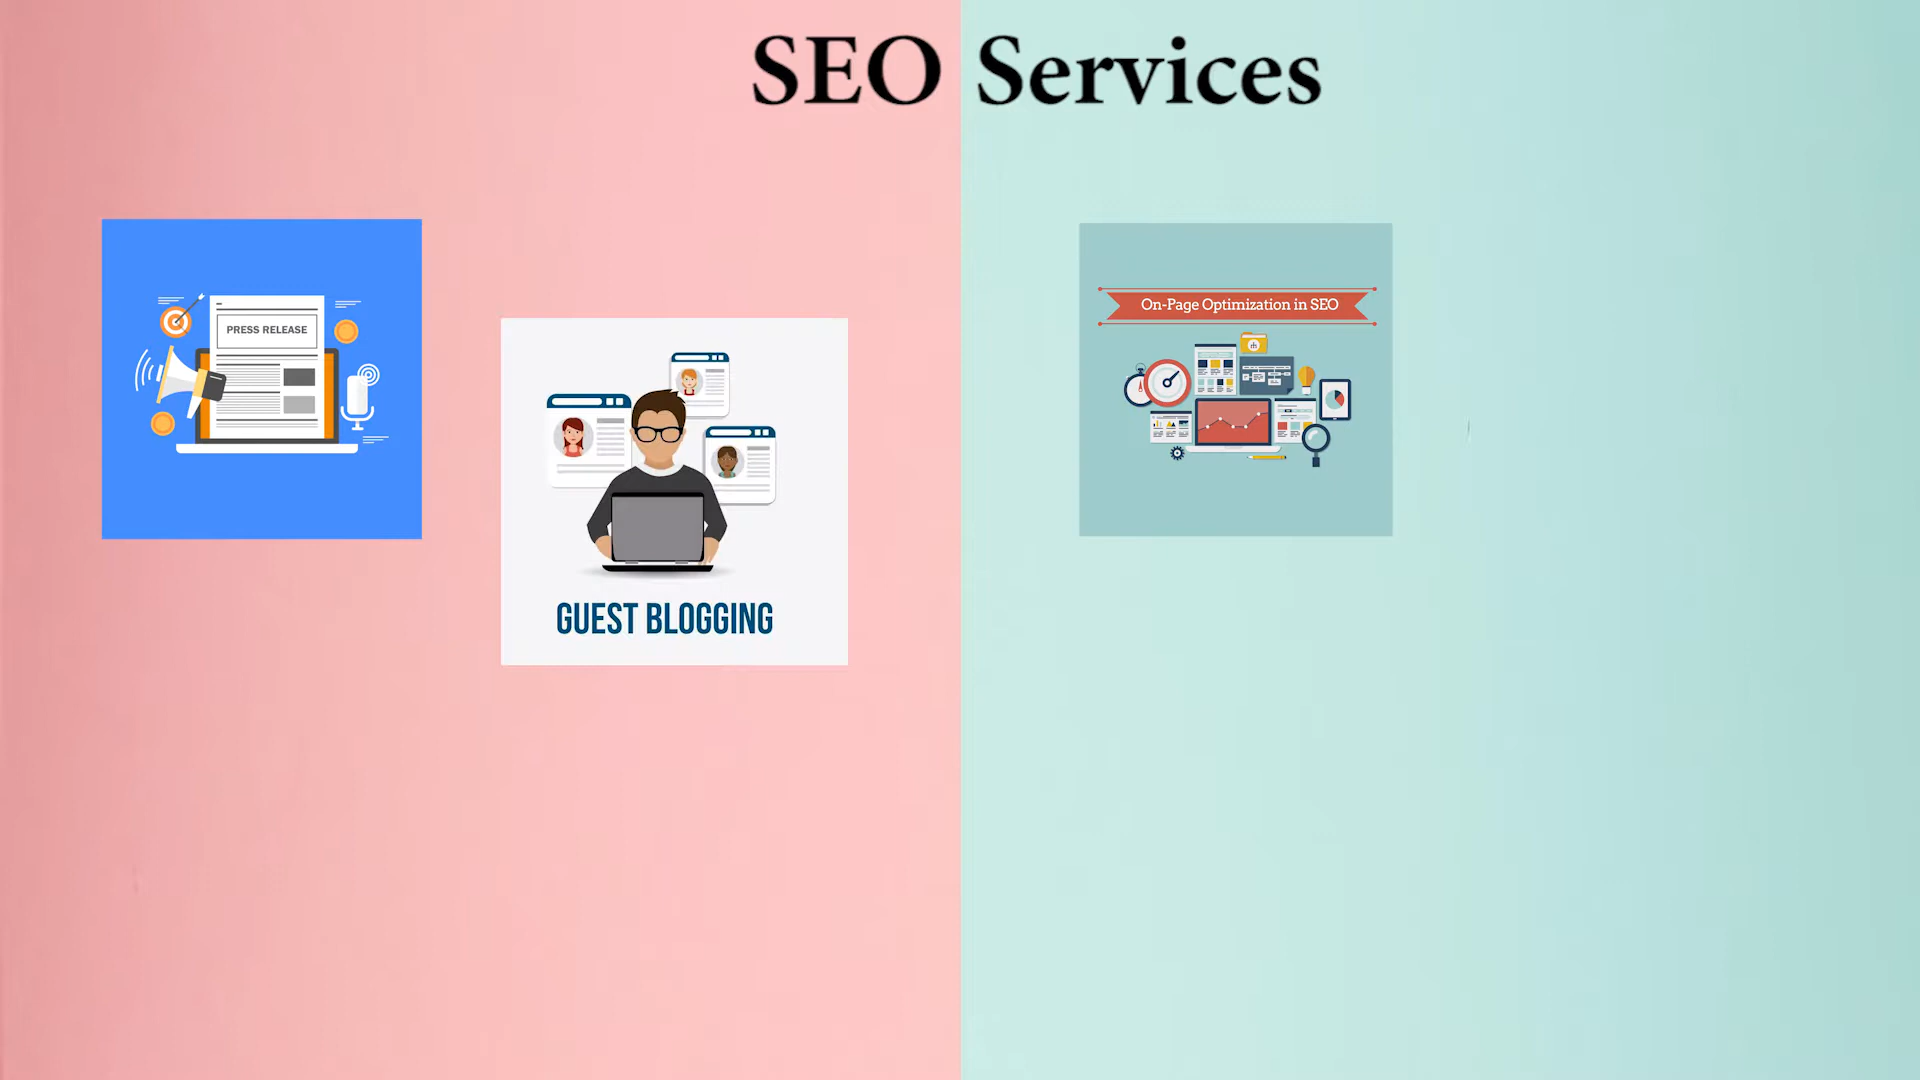 SEO Services
PRESS RELEASE
GUEST BLOGGING
On-Page Optimization in SEO